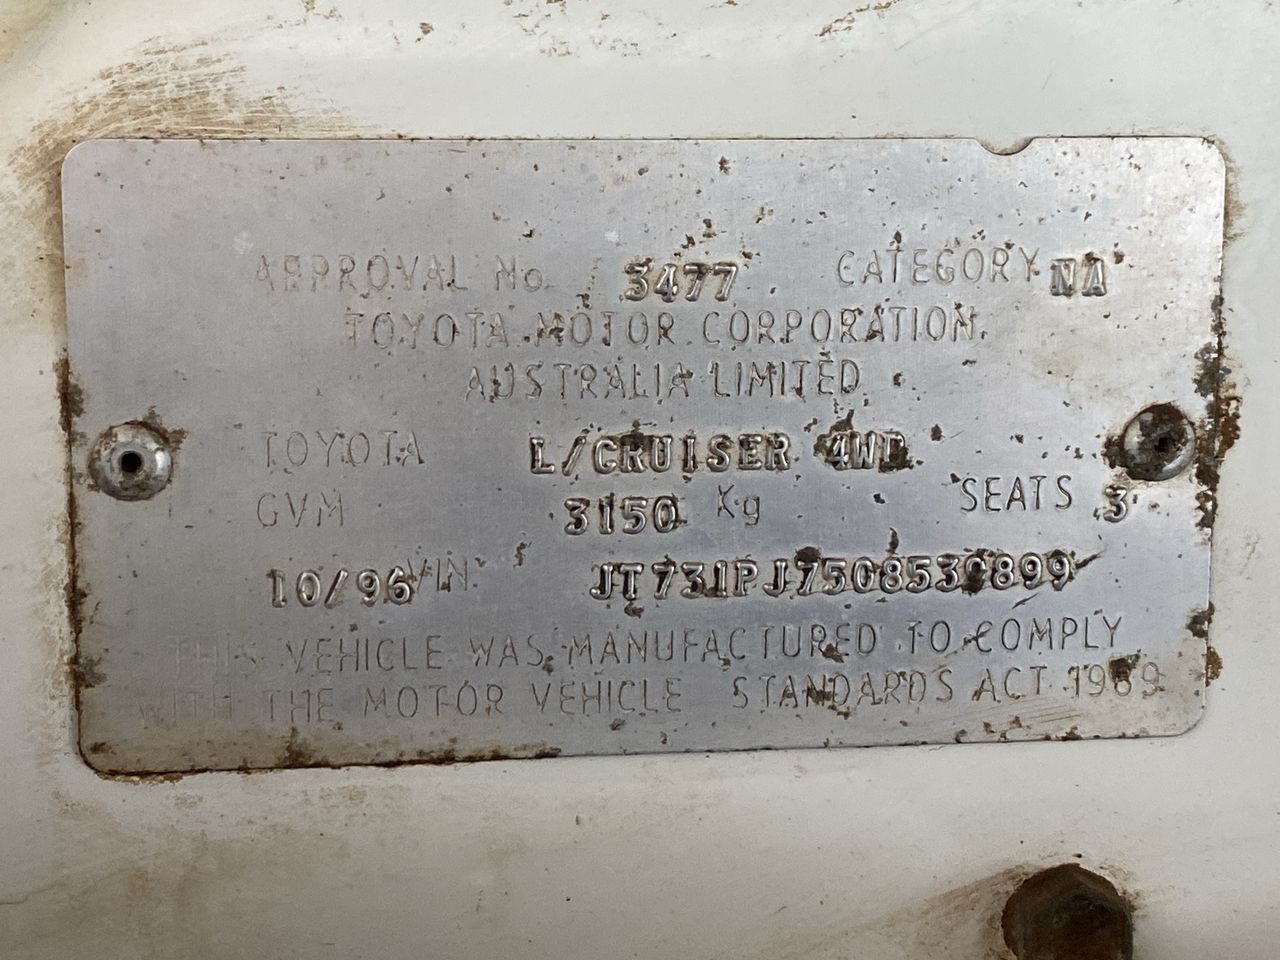 APPROVAL No. 3477 CATEGORY NA
TOYOTA MOTOR CORPORATION
AUSTRALIA LIMITED
TOYOTA L/CRUISER 4WD
GVM 3150 Kg SEATS 3
10/96 VIN JT731PJ7508530899
THIS VEHICLE WAS MANUFACTURED TO COMPLY
WITH THE MOTOR VEHICLE STANDARDS ACT 1989